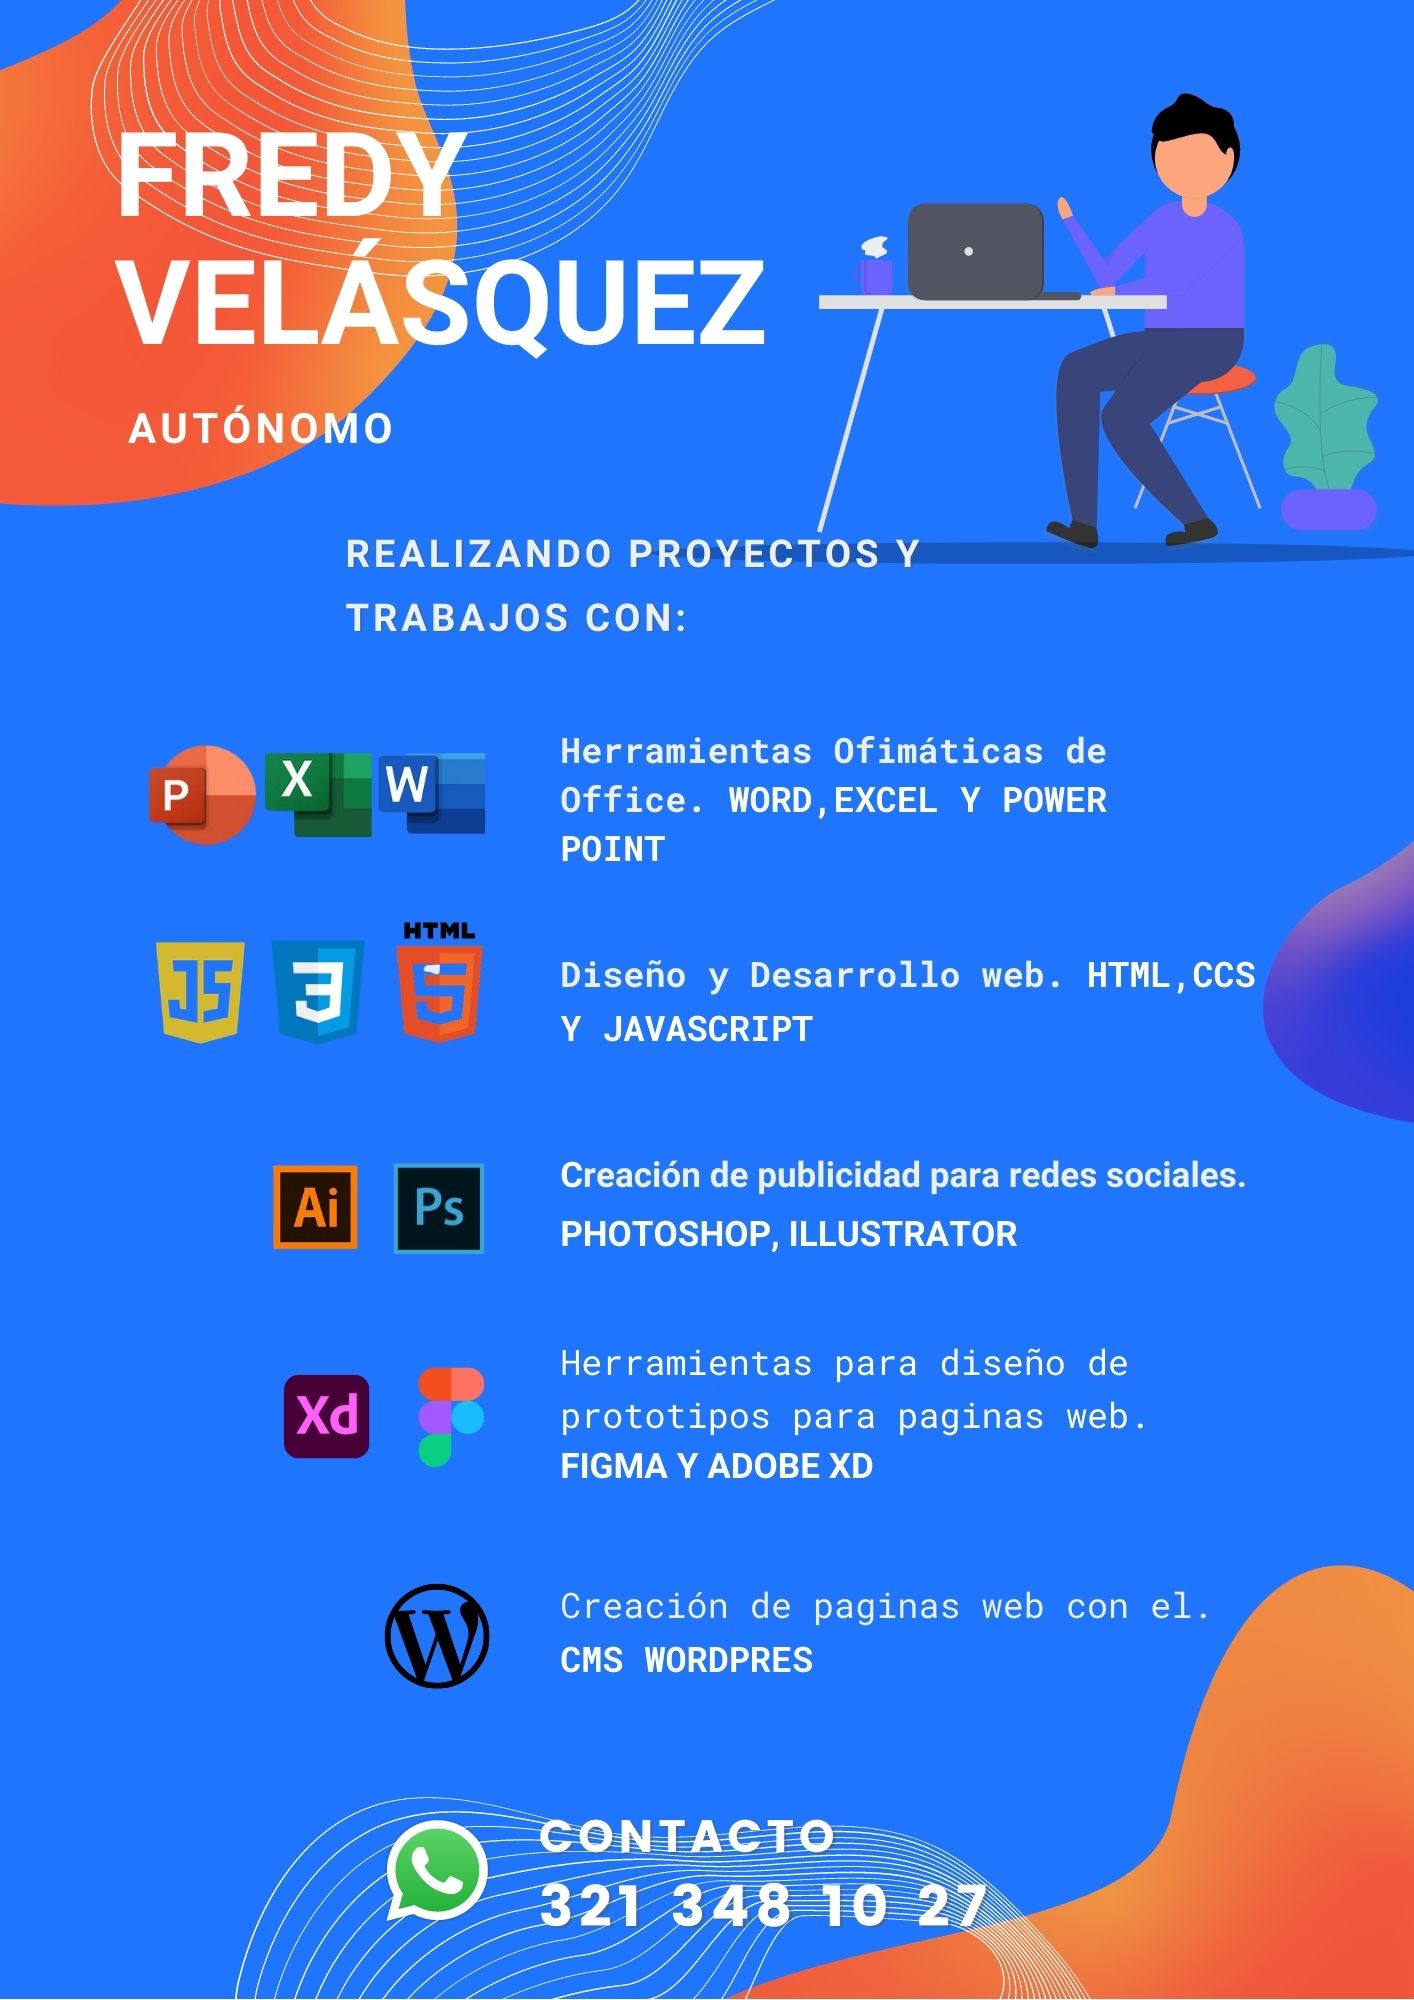 FREDY
VELÁSQUEZ
AUTÓNOMO
REALIZANDO PROYECTOS Y
TRABAJOS CON:
P X W
Herramientas Ofimáticas de
Office. WORD,EXCEL Y POWER
POINT
HTML
JS 3 5
Diseño y Desarrollo web. HTML,CCS
Y JAVASCRIPT
Ai Ps
Creación de publicidad para redes sociales.
PHOTOSHOP, ILLUSTRATOR
Xd
Herramientas para diseño de
prototipos para paginas web.
FIGMA Y ADOBE XD
W
Creación de paginas web con el.
CMS WORDPRES
CONTACTO
321 348 10 27